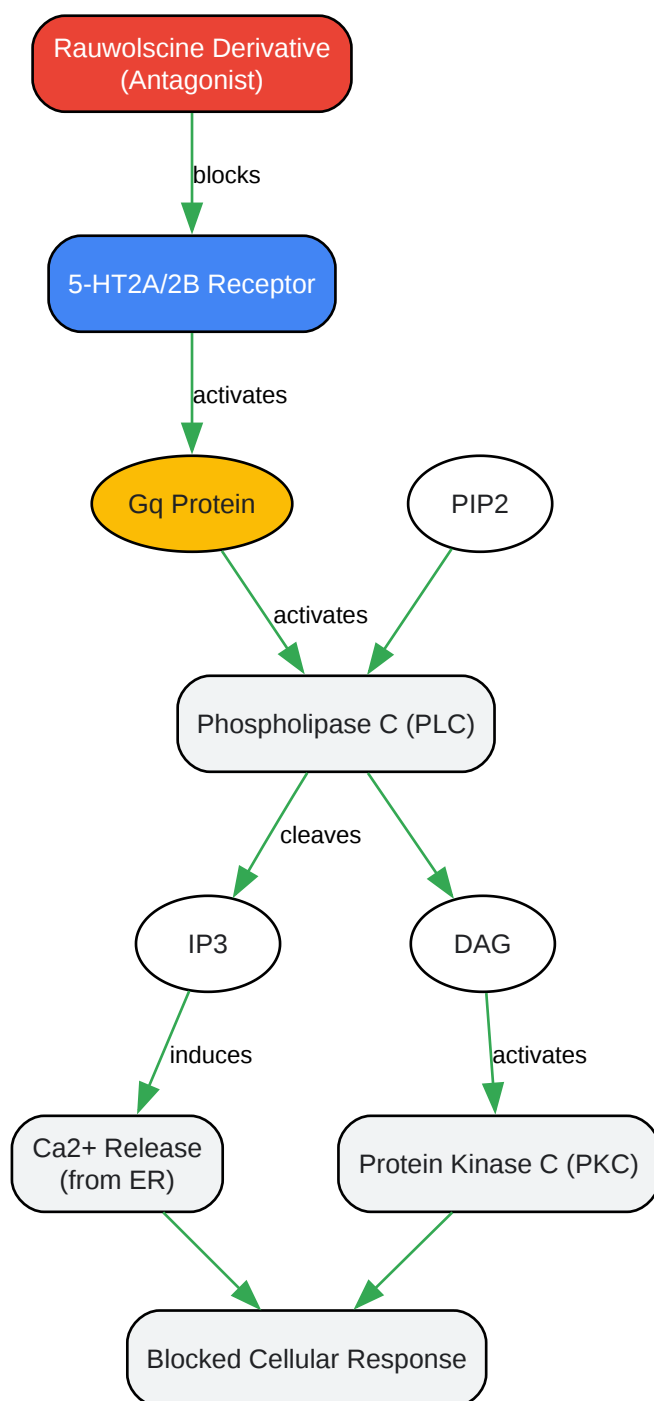 Rauwolscine Derivative
(Antagonist)
blocks
5-HT2A/2B Receptor
activates
Gq Protein
PIP2
activates
Phospholipase C (PLC)
cleaves
IP3
DAG
induces
activates
Ca2+ Release
(from ER)
Protein Kinase C (PKC)
Blocked Cellular Response